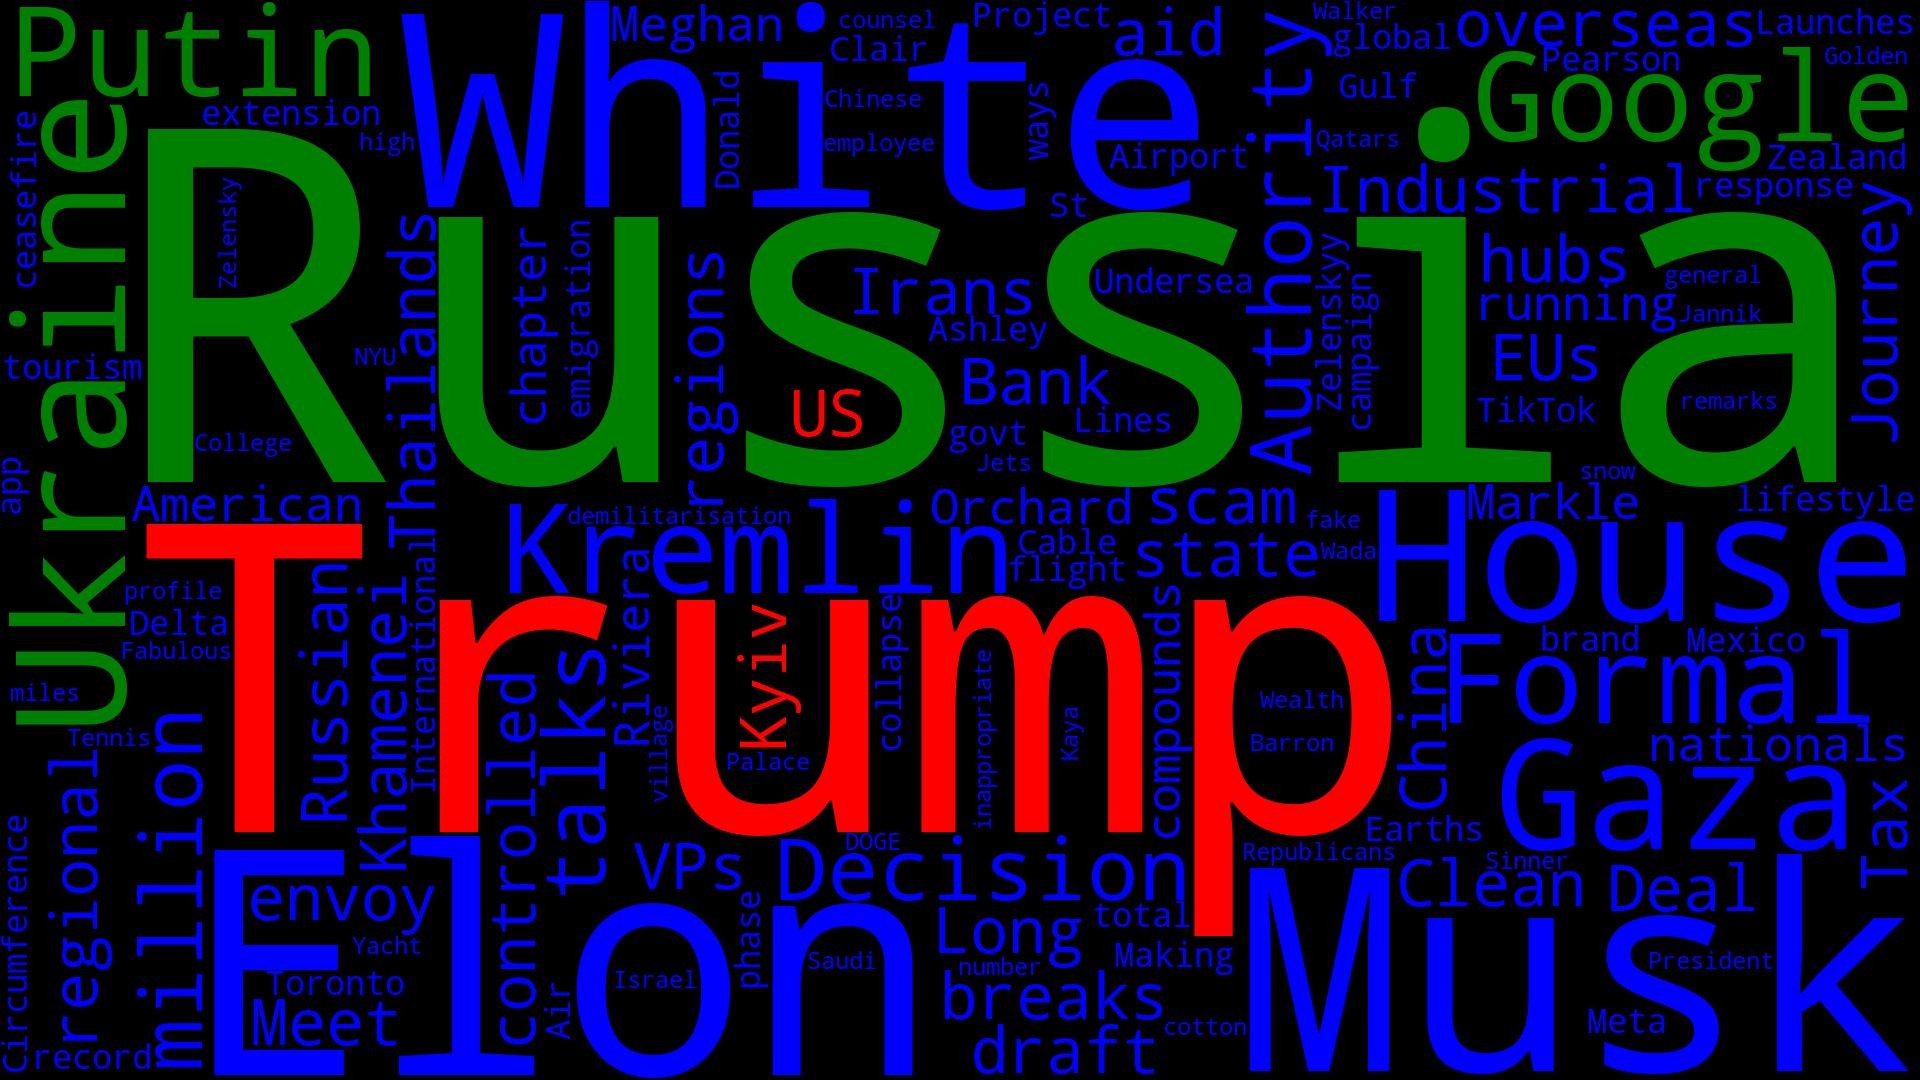 Putin
White
Meghan
counsel
Project
aid
Walker
global
overseas
Launches
Clair
Pearson
Golden
Google
Chinese
Donald
ways
Authority
Gulf
extension
high
employee
Airport
Qatars
Zealand
ceasefire
Ukraine
Russia
Zelensky
St
Industrial
response
Journey
Thailands
chapter
emigration
regions
Irans
Undersea
Zelenskyy
campaign
hubs
general
running
Jannik
Ashley
tourism
NYU
Bank
EUs
US
Lines
TikTok
remarks
College
govt
Jets
snow
app
American
Kremlin
demilitarisation
Orchard
scam
fake
House
Markle
lifestyle
Cable
state
Wada
flight
Trump
profile
Delta
Fabulous
Russian
Khamenei
International
Riviera
Kyiv
collapse
compounds
China
Formal
brand
Mexico
miles
controlled
talks
inappropriate
Kaya
Wealth
Tennis
village
Palace
Barron
Gaza
nationals
million
regional
Tax
Earths
Circumference
Elon
envoy
VPs
DOGE
Decision
Republicans
Clean
Sinner
Deal
Musk
Long
total
Yacht
phase
Saudi
Making
President
Toronto
Israel
number
Meet
Air
breaks
cotton
Meta
record
draft